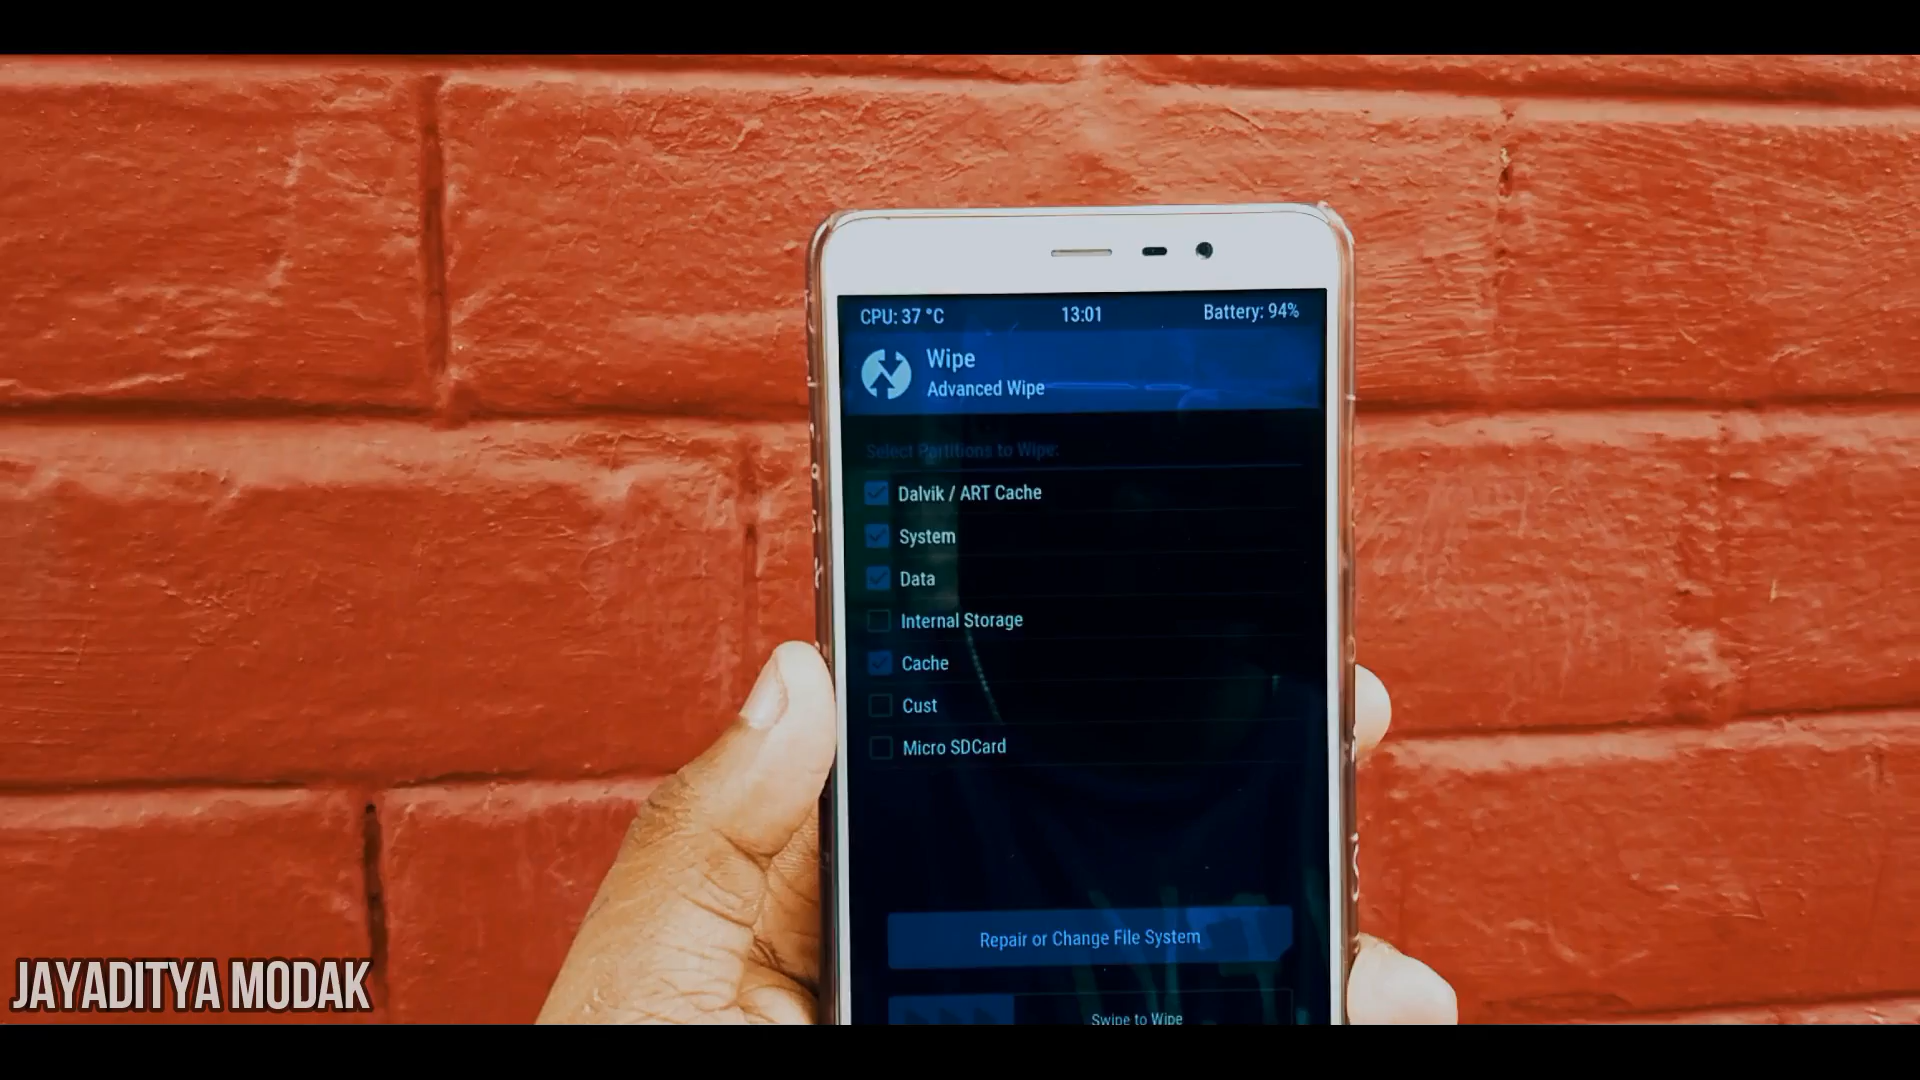 CPU: 37 °C 13:01 Battery: 94%
Wipe
Advanced Wipe
Select Partitions to Wipe:
Dalvik / ART Cache
System
Data
Internal Storage
Cache
Cust
Micro SDCard
Repair or Change File System
Swipe to Wipe
JAYADITYA MODAK